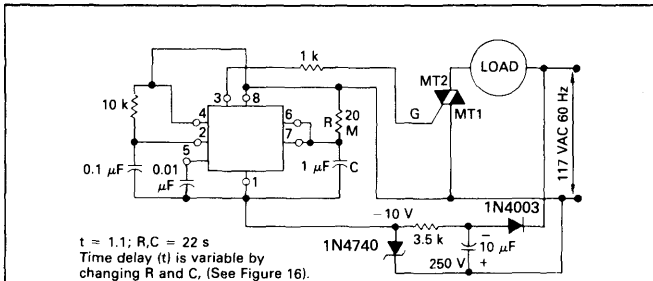 1 k
LOAD
MT2
MT1
G
10 k
3
8
4
2
5
6
7
1
R
20
M
0.1 µF
0.01
µF
1 µF
C
117 VAC 60 Hz
−10 V
1N4003
1N4740
3.5 k
−
10 µF
250 V
+
t = 1.1; R,C = 22 s
Time delay (t) is variable by
changing R and C, (See Figure 16).